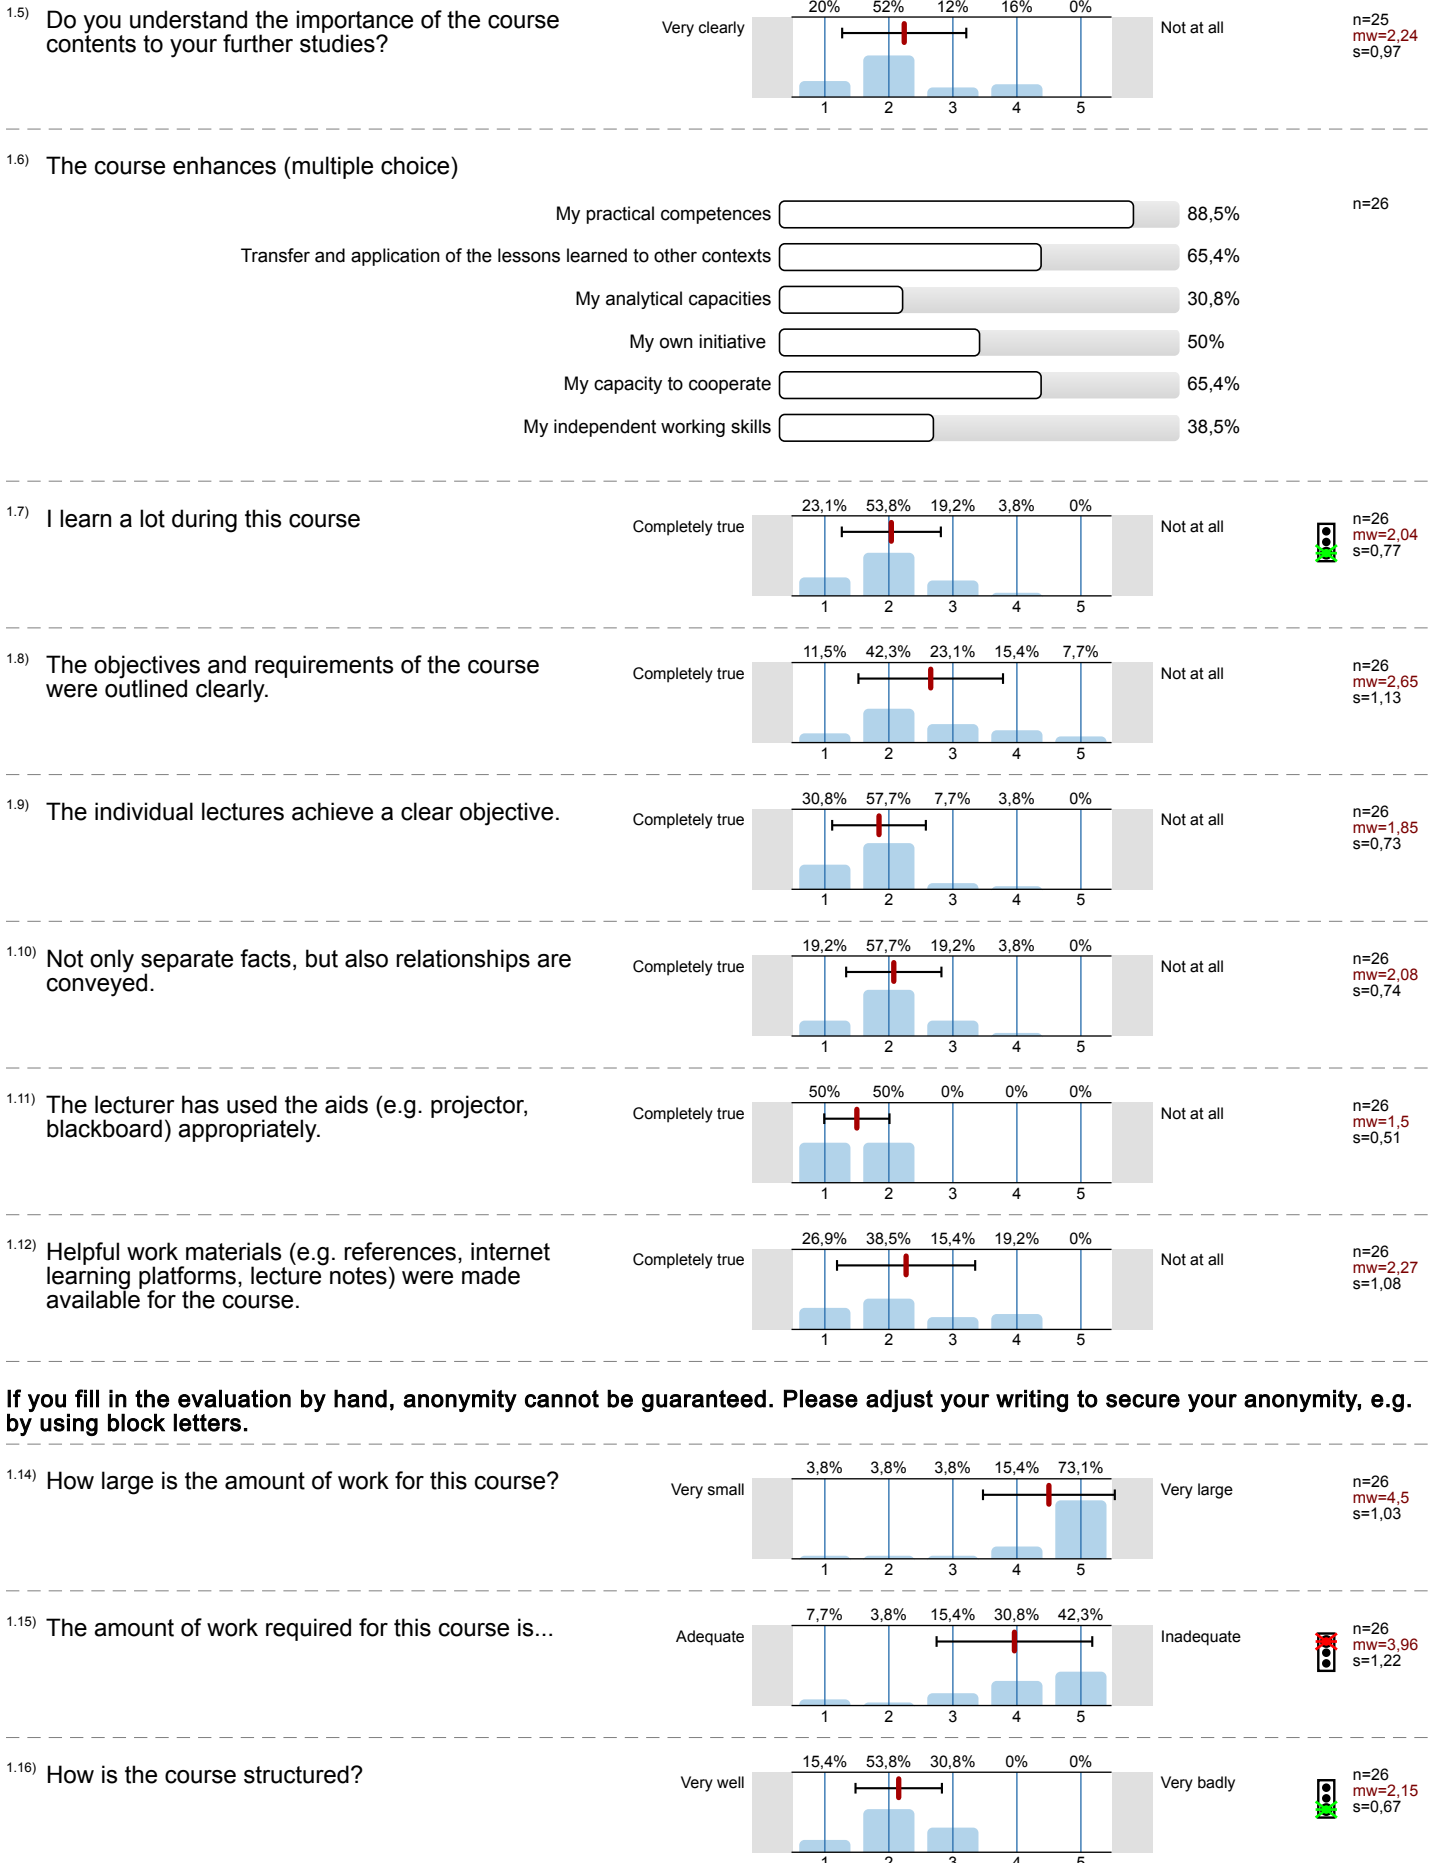 1.5) Do you understand the importance of the course
contents to your further studies?
20% 52% 12% 16% 0%
Very clearly Not at all
1 2 3 4 5
n=25
mw=2,24
s=0,97
1.6) The course enhances (multiple choice)
n=26
My practical competences 88,5%
Transfer and application of the lessons learned to other contexts 65,4%
My analytical capacities 30,8%
My own initiative 50%
My capacity to cooperate 65,4%
My independent working skills 38,5%
1.7) I learn a lot during this course
23,1% 53,8% 19,2% 3,8% 0%
Completely true Not at all
1 2 3 4 5
n=26
mw=2,04
s=0,77
1.8) The objectives and requirements of the course
were outlined clearly.
11,5% 42,3% 23,1% 15,4% 7,7%
Completely true Not at all
1 2 3 4 5
n=26
mw=2,65
s=1,13
1.9) The individual lectures achieve a clear objective.
30,8% 57,7% 7,7% 3,8% 0%
Completely true Not at all
1 2 3 4 5
n=26
mw=1,85
s=0,73
1.10) Not only separate facts, but also relationships are
conveyed.
19,2% 57,7% 19,2% 3,8% 0%
Completely true Not at all
1 2 3 4 5
n=26
mw=2,08
s=0,74
1.11) The lecturer has used the aids (e.g. projector,
blackboard) appropriately.
50% 50% 0% 0% 0%
Completely true Not at all
1 2 3 4 5
n=26
mw=1,5
s=0,51
1.12) Helpful work materials (e.g. references, internet
learning platforms, lecture notes) were made
available for the course.
26,9% 38,5% 15,4% 19,2% 0%
Completely true Not at all
1 2 3 4 5
n=26
mw=2,27
s=1,08
If you fill in the evaluation by hand, anonymity cannot be guaranteed. Please adjust your writing to secure your anonymity, e.g.
by using block letters.
1.14) How large is the amount of work for this course?
3,8% 3,8% 3,8% 15,4% 73,1%
Very small Very large
1 2 3 4 5
n=26
mw=4,5
s=1,03
1.15) The amount of work required for this course is...
7,7% 3,8% 15,4% 30,8% 42,3%
Adequate Inadequate
1 2 3 4 5
n=26
mw=3,96
s=1,22
1.16) How is the course structured?
15,4% 53,8% 30,8% 0% 0%
Very well Very badly
1 2 3 4 5
n=26
mw=2,15
s=0,67